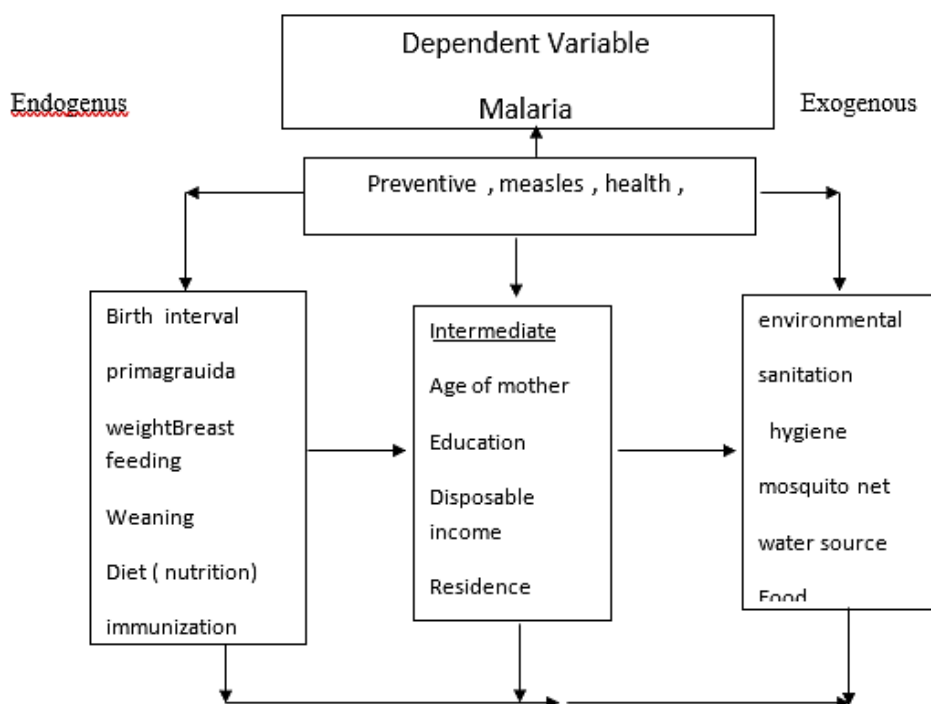 Dependent Variable
Malaria
Endogenus
Exogenous
Preventive , measles , health ,
Birth interval
primagrauida
weightBreast
feeding
Weaning
Diet ( nutrition)
immunization
Intermediate
Age of mother
Education
Disposable
income
Residence
environmental
sanitation
hygiene
mosquito net
water source
Food